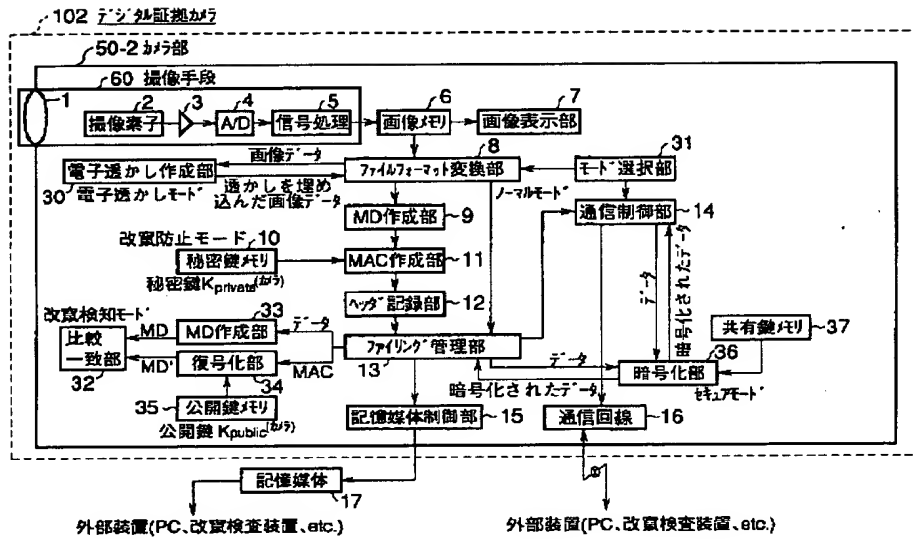 102 デジタル証拠カメラ
50-2 カメラ部
60 撮像手段
1
2
3
4
5
6
7
撮像素子
A/D
信号処理
画像メモリ
画像表示部
8
31
画像データ
電子透かし作成部
ファイルフォーマット変換部
モード選択部
30
電子透かしモード
透かしを埋め
込んだ画像データ
ノーマルモード
9
MD作成部
通信制御部
14
改竄防止モード
10
秘密鍵メモリ
MAC作成部
11
秘密鍵Kprivate(カメラ)
データ
暗号化されたデータ
ヘッダ記録部
12
改竄検知モード
33
比較
一致部
MD
MD作成部
データ
共有鍵メモリ
37
ファイリング管理部
36
32
MD'
復号化部
MAC
13
データ
暗号化部
34
暗号化されたデータ
セキュアモード
35
公開鍵メモリ
公開鍵 Kpublic(カメラ)
記憶媒体制御部
15
通信回線
16
記憶媒体
17
外部装置(PC、改竄検査装置、etc.)
外部装置(PC、改竄検査装置、etc.)